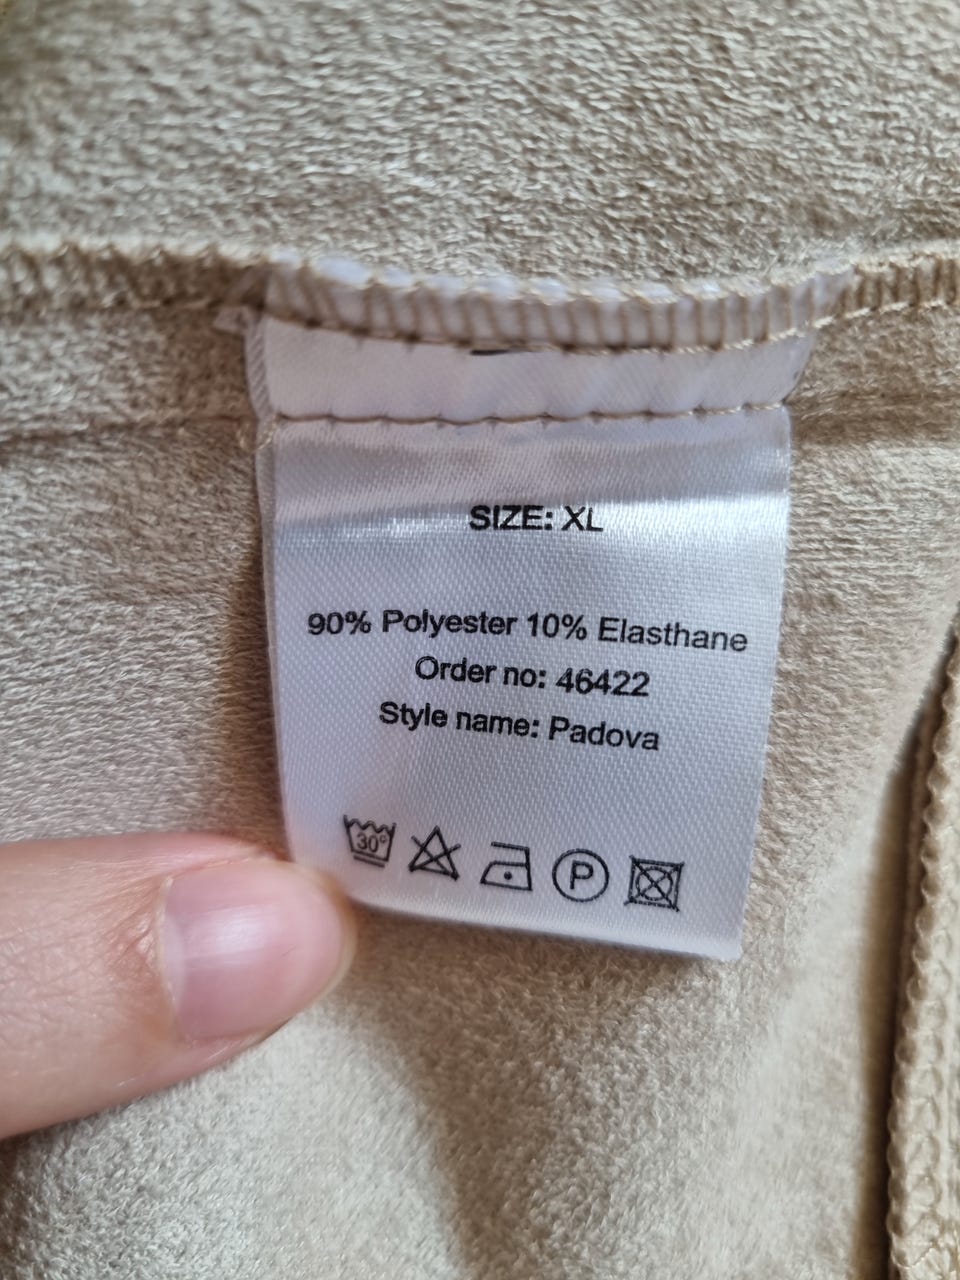 SIZE: XL
90% Polyester 10% Elasthane
Order no: 46422
Style name: Padova
30°
P